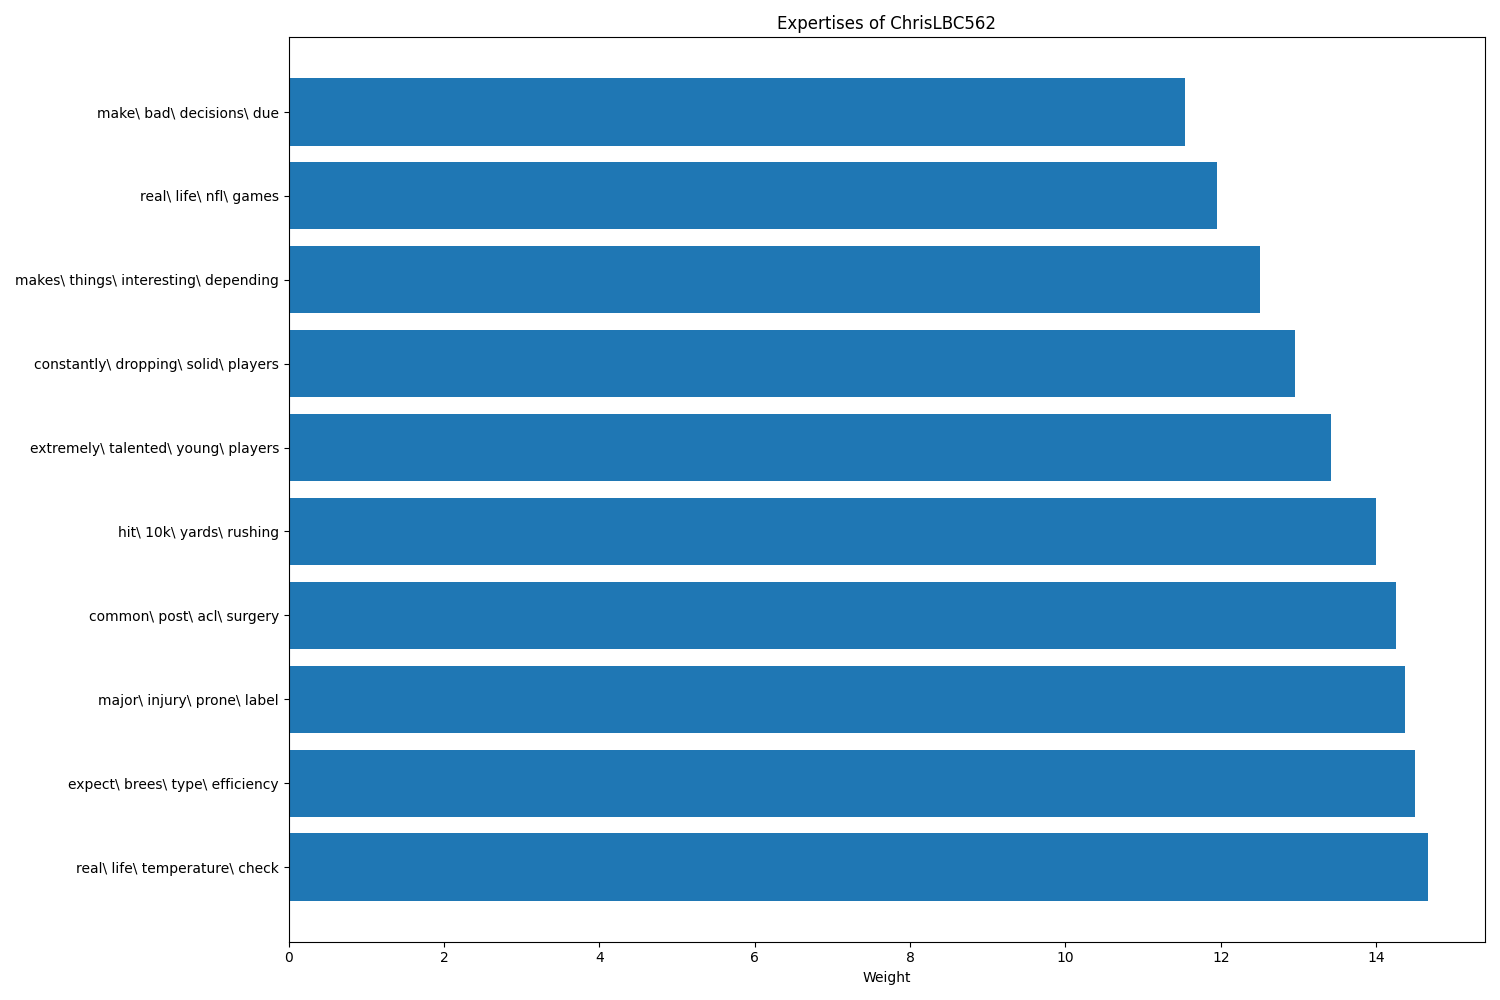 Expertises of ChrisLBC562
make\ bad\ decisions\ due
real\ life\ nfl\ games
makes\ things\ interesting\ depending
constantly\ dropping\ solid\ players
extremely\ talented\ young\ players
hit\ 10k\ yards\ rushing
common\ post\ acl\ surgery
major\ injury\ prone\ label
expect\ brees\ type\ efficiency
real\ life\ temperature\ check
0 2 4 6 8 10 12 14
Weight